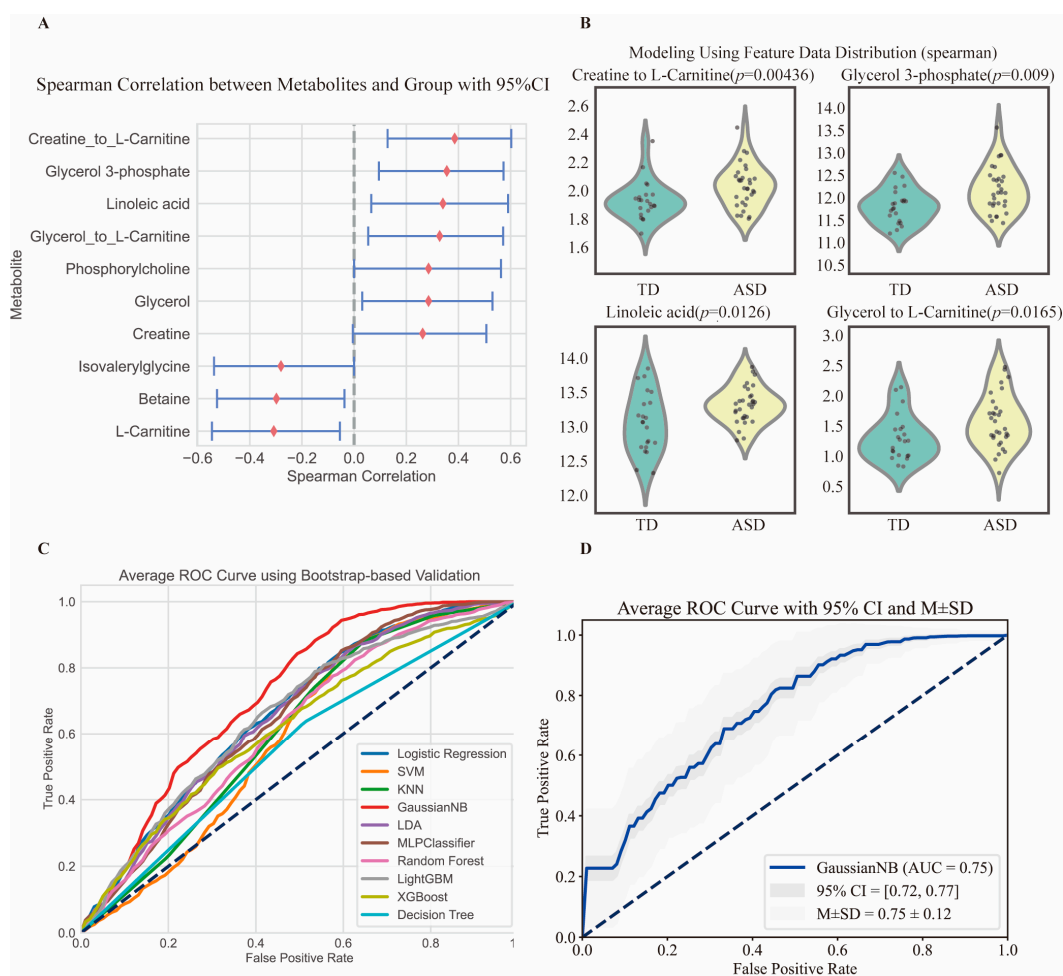 A
Spearman Correlation between Metabolites and Group with 95%CI
Metabolite
Creatine_to_L-Carnitine
Glycerol 3-phosphate
Linoleic acid
Glycerol_to_L-Carnitine
Phosphorylcholine
Glycerol
Creatine
Isovalerylglycine
Betaine
L-Carnitine
−0.6 −0.4 −0.2 0.0 0.2 0.4 0.6
Spearman Correlation
B
Modeling Using Feature Data Distribution (spearman)
Creatine to L-Carnitine(p=0.00436)
2.6
2.4
2.2
2.0
1.8
1.6
TD ASD
Glycerol 3-phosphate(p=0.009)
14.0
13.5
12.5
13.0
12.0
11.0
10.5
TD ASD
Linoleic acid(p=0.0126)
14.0
13.5
13.0
12.5
12.0
TD ASD
Glycerol to L-Carnitine(p=0.0165)
3.0
2.5
2.0
1.5
1.0
0.5
TD ASD
C
Average ROC Curve using Bootstrap-based Validation
True Positive Rate
1.0
0.8
0.6
0.4
0.2
0.0
Logistic Regression
SVM
KNN
GaussianNB
LDA
MLPClassifier
Random Forest
LightGBM
XGBoost
Decision Tree
0.0 0.2 0.4 0.6 0.8 1
False Positive Rate
D
Average ROC Curve with 95% CI and M±SD
True Positive Rate
1.0
0.8
0.6
0.4
0.2
0.0
GaussianNB (AUC = 0.75)
95% CI = [0.72, 0.77]
M±SD = 0.75 ± 0.12
0.0 0.2 0.4 0.6 0.8 1.0
False Positive Rate